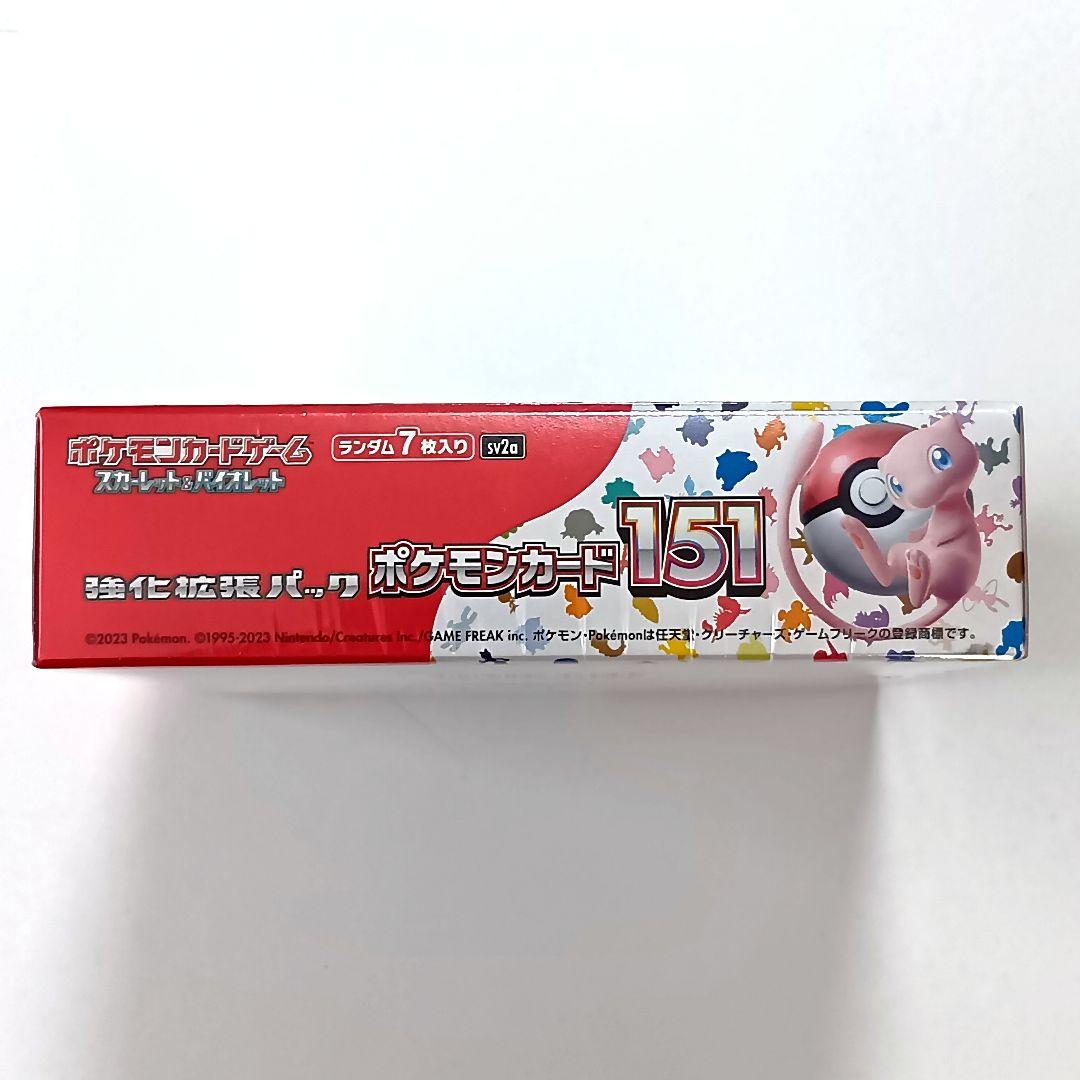 ポケモンカードゲーム™
スカーレット&バイオレット
ランダム7枚入り
sv2a
強化拡張パック
ポケモンカード151
©2023 Pokémon. ©1995-2023 Nintendo/Creatures Inc./GAME FREAK inc. ポケモン・Pokémonは任天堂・クリーチャーズ・ゲームフリークの登録商標です。